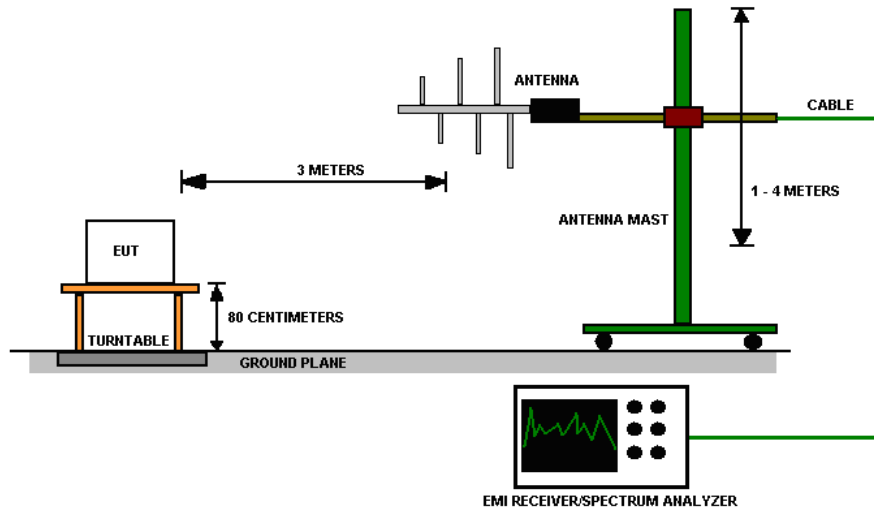 ANTENNA
CABLE
3 METERS
1 - 4 METERS
ANTENNA MAST
EUT
80 CENTIMETERS
TURNTABLE
GROUND PLANE
EMI RECEIVER/SPECTRUM ANALYZER